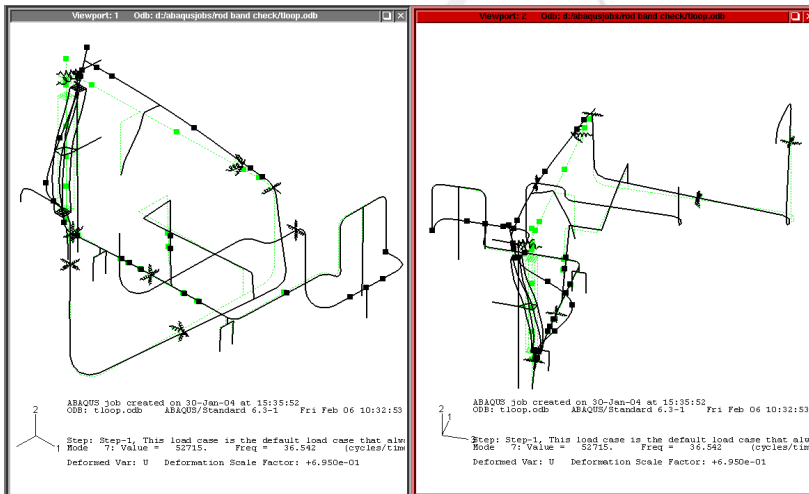 Viewport: 1 Odb: d:/abaqusjobs/rod band check/tloop.odb
2
1
ABAQUS job created on 30-Jan-04 at 15:35:52
ODB: tloop.odb ABAQUS/Standard 6.3-1 Fri Feb 06 10:32:53
Step: Step-1, This load case is the default load case that alwa
Mode 7: Value = 52715. Freq = 36.542 (cycles/time
Deformed Var: U Deformation Scale Factor: +6.950e-01
Viewport: 2 Odb: d:/abaqusjobs/rod band check/tloop.odb
2
1
3
ABAQUS job created on 30-Jan-04 at 15:35:52
ODB: tloop.odb ABAQUS/Standard 6.3-1 Fri Feb 06 10:32:53
Step: Step-1, This load case is the default load case that alw
Mode 7: Value = 52715. Freq = 36.542 (cycles/tim
Deformed Var: U Deformation Scale Factor: +6.950e-01